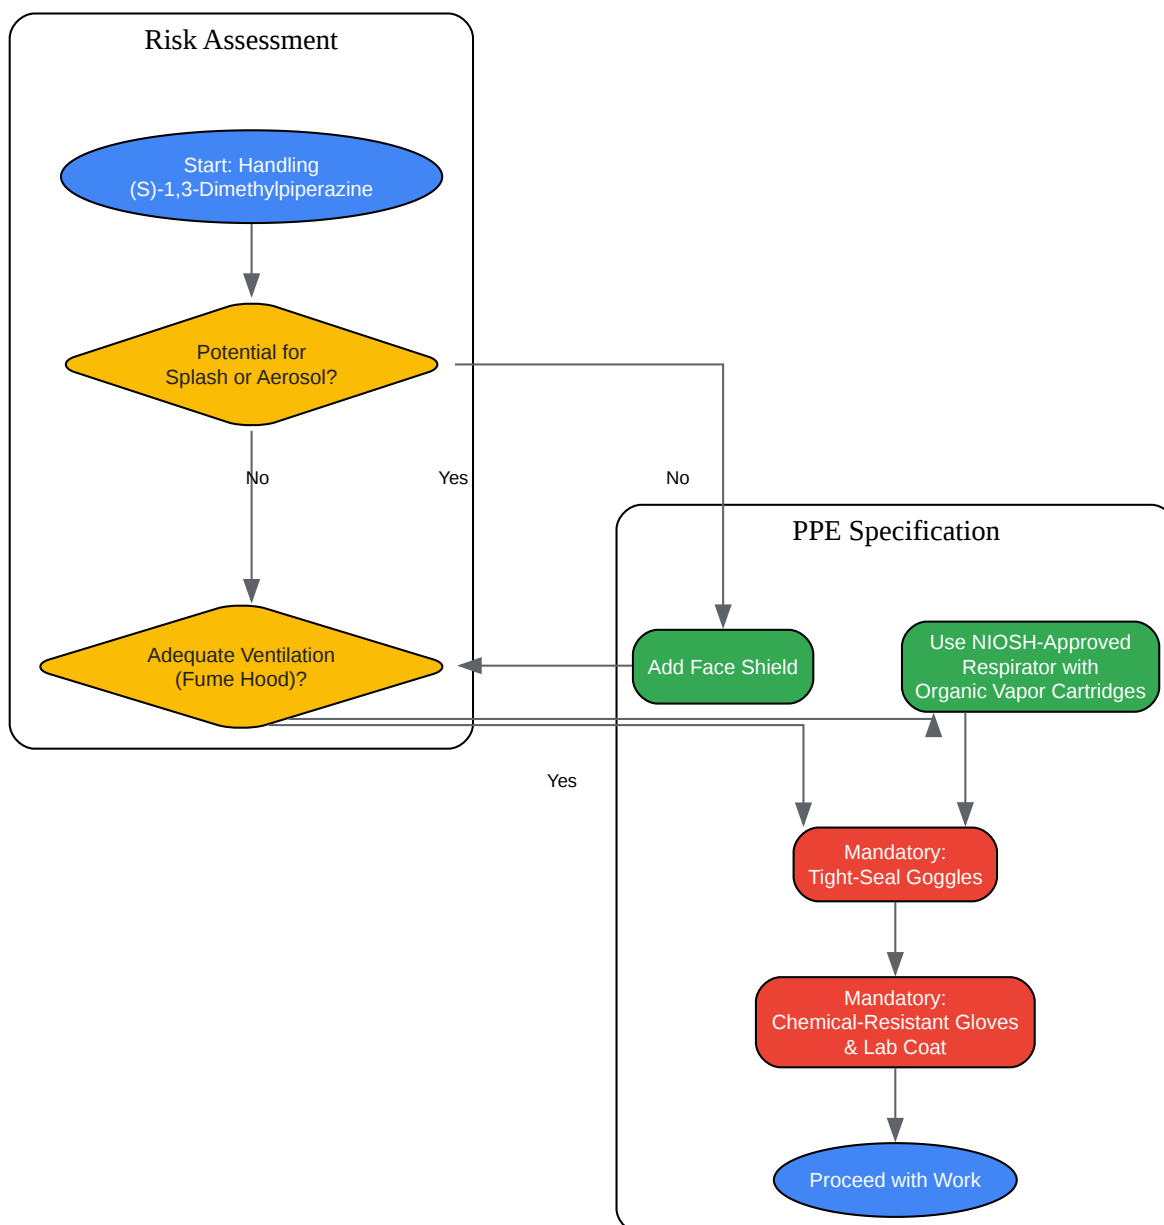 Risk Assessment
Start: Handling
(S)-1,3-Dimethylpiperazine
Potential for
Splash or Aerosol?
No
Yes
No
PPE Specification
Adequate Ventilation
(Fume Hood)?
Add Face Shield
Use NIOSH-Approved
Respirator with
Organic Vapor Cartridges
Yes
Mandatory:
Tight-Seal Goggles
Mandatory:
Chemical-Resistant Gloves
& Lab Coat
Proceed with Work